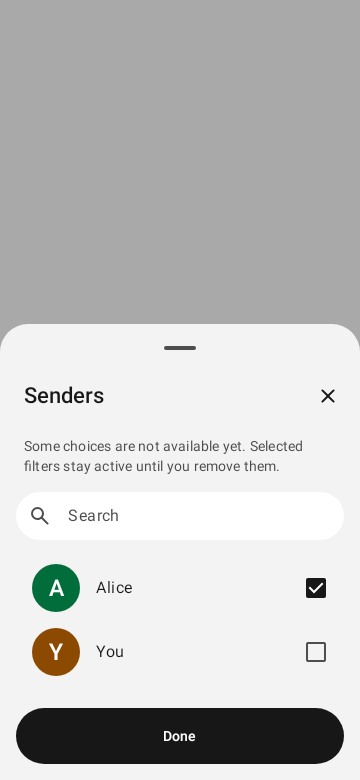 Senders
Some choices are not available yet. Selected
filters stay active until you remove them.
Search
A
Alice
Y
You
Done